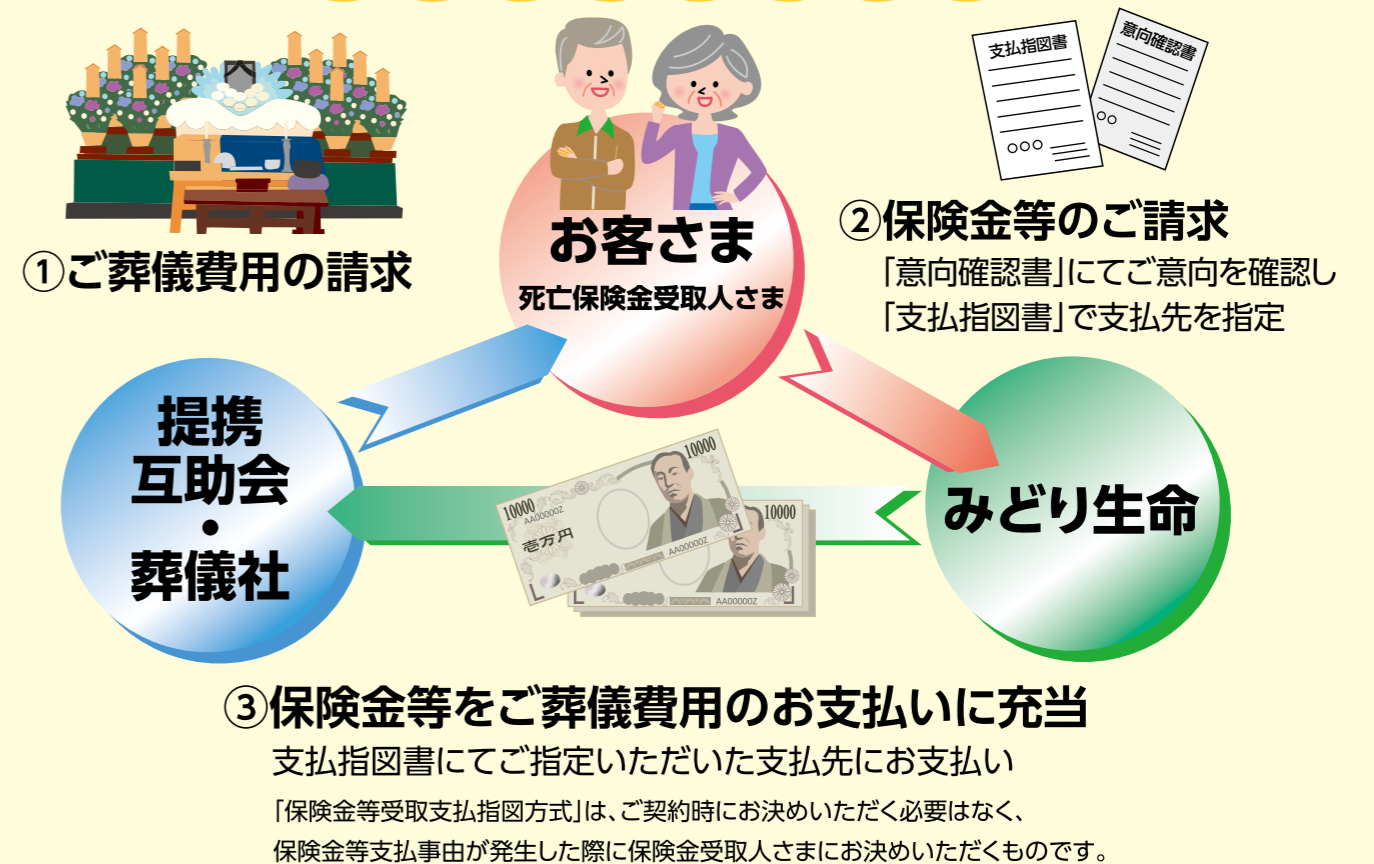 支払指図書
意向確認書
○○○
○○
①ご葬儀費用の請求
お客さま
死亡保険金受取人さま
②保険金等のご請求
「意向確認書」にてご意向を確認し
「支払指図書」で支払先を指定
提携
互助会
・
葬儀社
10000
AA00000Z
壱万円
10000
AA00000Z
10000
AA00000Z
みどり生命
③保険金等をご葬儀費用のお支払いに充当
支払指図書にてご指定いただいた支払先にお支払い
「保険金等受取支払指図方式」は、ご契約時にお決めいただく必要はなく、
保険金等支払事由が発生した際に保険金受取人さまにお決めいただくものです。